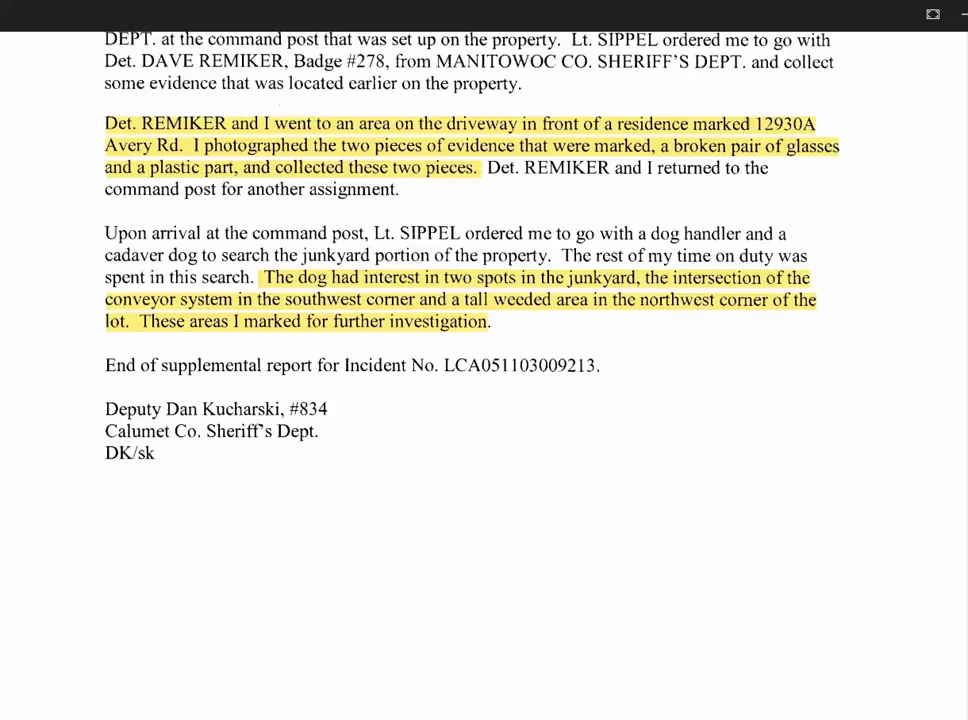 DEPT. at the command post that was set up on the property. Lt. SIPPEL ordered me to go with
Det. DAVE REMIKER, Badge #278, from MANITOWOC CO. SHERIFF'S DEPT. and collect
some evidence that was located earlier on the property.
Det. REMIKER and I went to an area on the driveway in front of a residence marked 12930A
Avery Rd. I photographed the two pieces of evidence that were marked, a broken pair of glasses
and a plastic part, and collected these two pieces. Det. REMIKER and I returned to the
command post for another assignment.
Upon arrival at the command post, Lt. SIPPEL ordered me to go with a dog handler and a
cadaver dog to search the junkyard portion of the property. The rest of my time on duty was
spent in this search. The dog had interest in two spots in the junkyard, the intersection of the
conveyor system in the southwest corner and a tall weeded area in the northwest corner of the
lot. These areas I marked for further investigation.
End of supplemental report for Incident No. LCA051103009213.
Deputy Dan Kucharski, #834
Calumet Co. Sheriff's Dept.
DK/sk